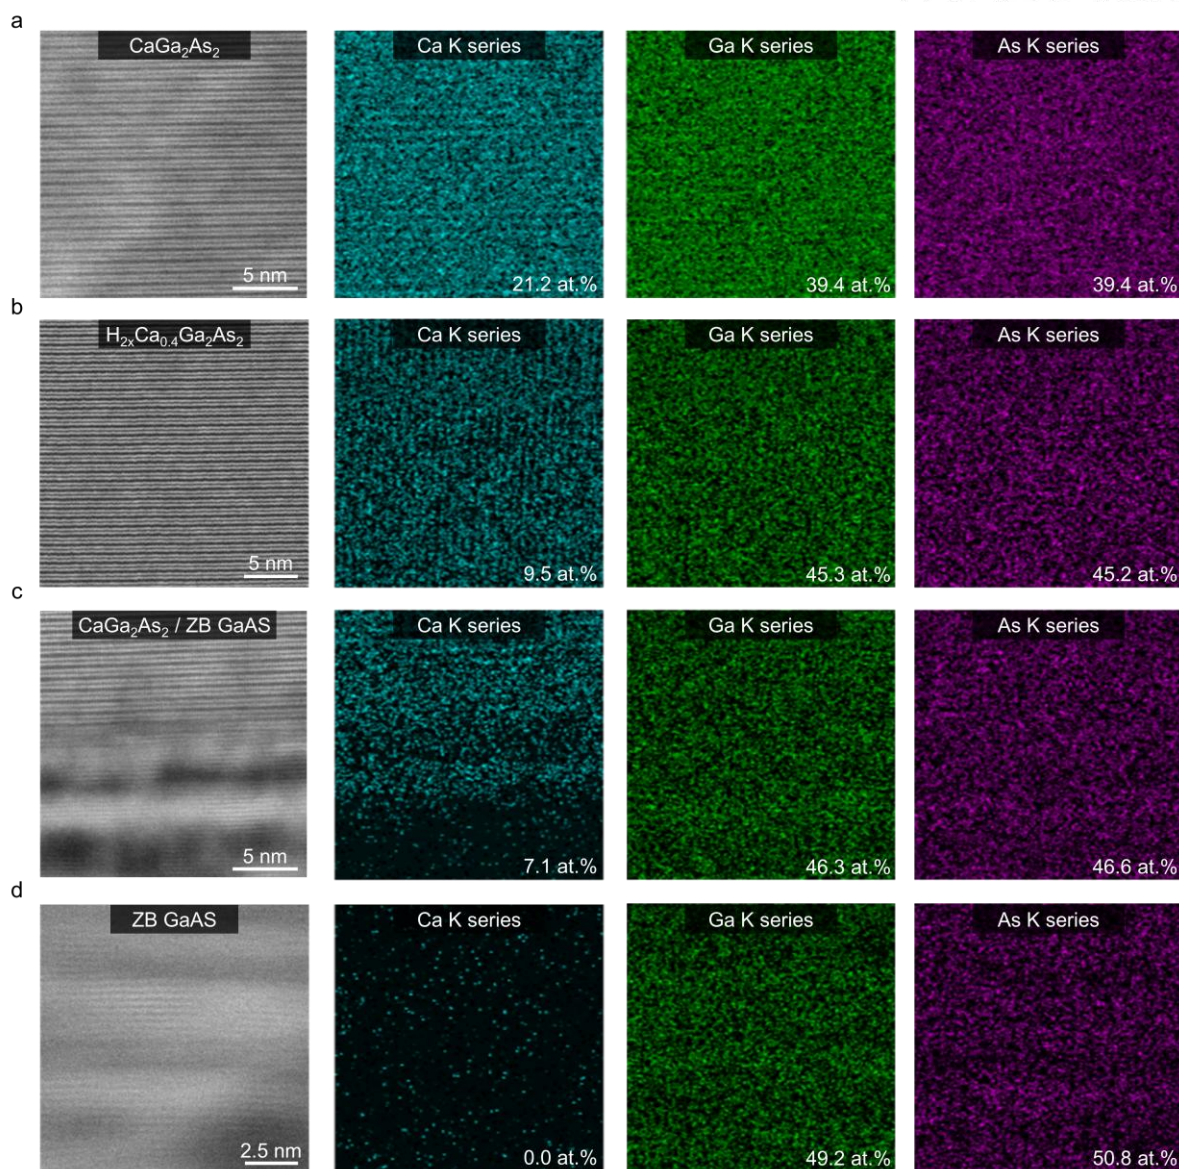 a
CaGa₂As₂
Ca K series
Ga K series
As K series
5 nm
21.2 at.%
39.4 at.%
39.4 at.%
b
H₂ₓCa₀.₄Ga₂As₂
Ca K series
Ga K series
As K series
5 nm
9.5 at.%
45.3 at.%
45.2 at.%
c
CaGa₂As₂ / ZB GaAS
Ca K series
Ga K series
As K series
5 nm
7.1 at.%
46.3 at.%
46.6 at.%
d
ZB GaAS
Ca K series
Ga K series
As K series
2.5 nm
0.0 at.%
49.2 at.%
50.8 at.%